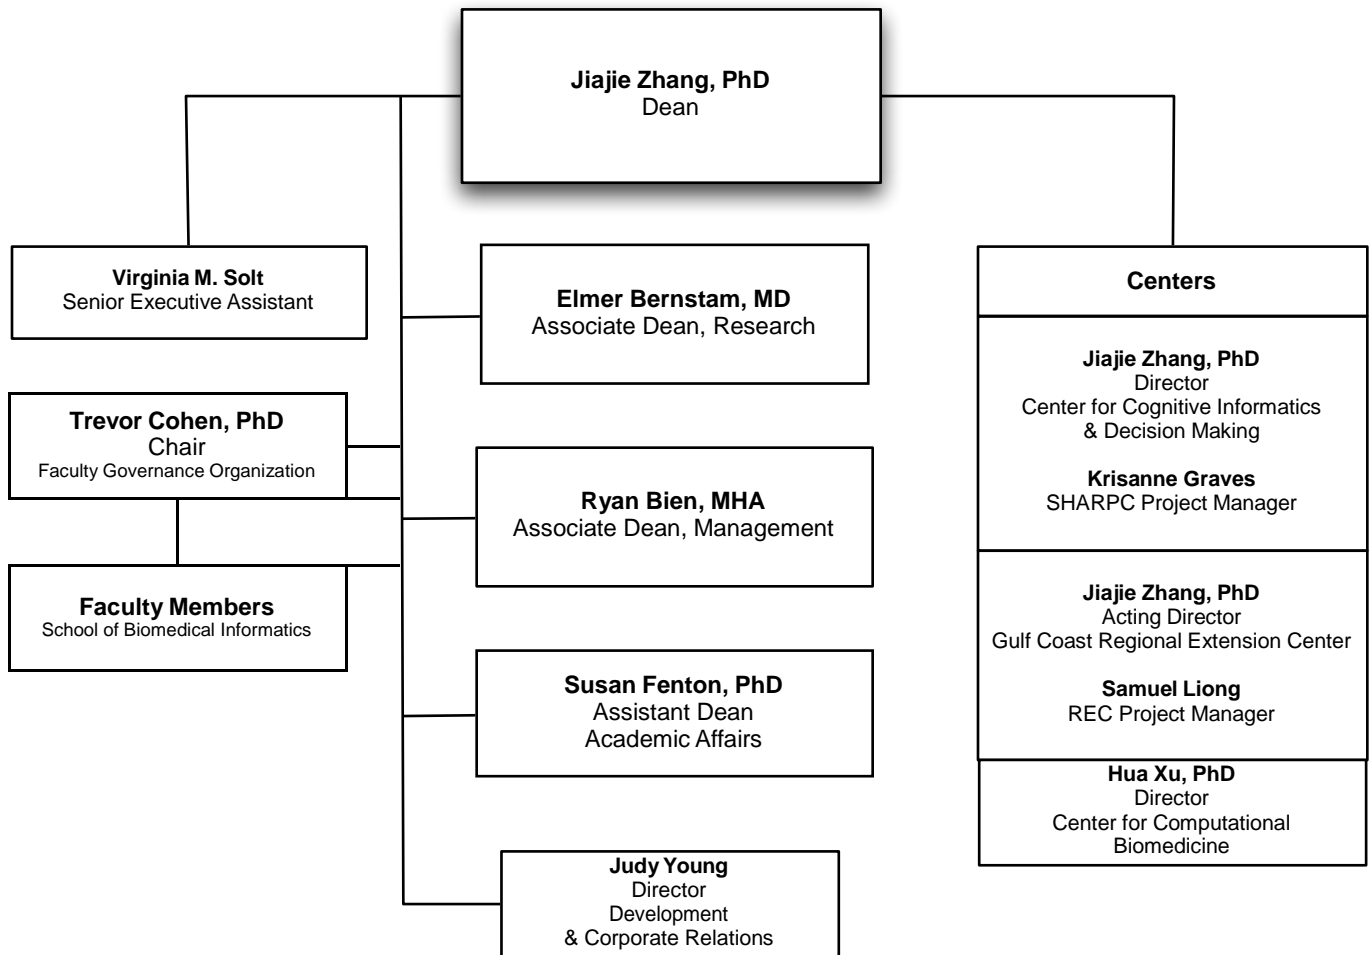 Jiajie Zhang, PhD
Dean
Virginia M. Solt
Senior Executive Assistant
Trevor Cohen, PhD
Chair
Faculty Governance Organization
Faculty Members
School of Biomedical Informatics
Elmer Bernstam, MD
Associate Dean, Research
Ryan Bien, MHA
Associate Dean, Management
Susan Fenton, PhD
Assistant Dean
Academic Affairs
Judy Young
Director
Development
& Corporate Relations
Centers
Jiajie Zhang, PhD
Director
Center for Cognitive Informatics
& Decision Making
Krisanne Graves
SHARPC Project Manager
Jiajie Zhang, PhD
Acting Director
Gulf Coast Regional Extension Center
Samuel Liong
REC Project Manager
Hua Xu, PhD
Director
Center for Computational
Biomedicine